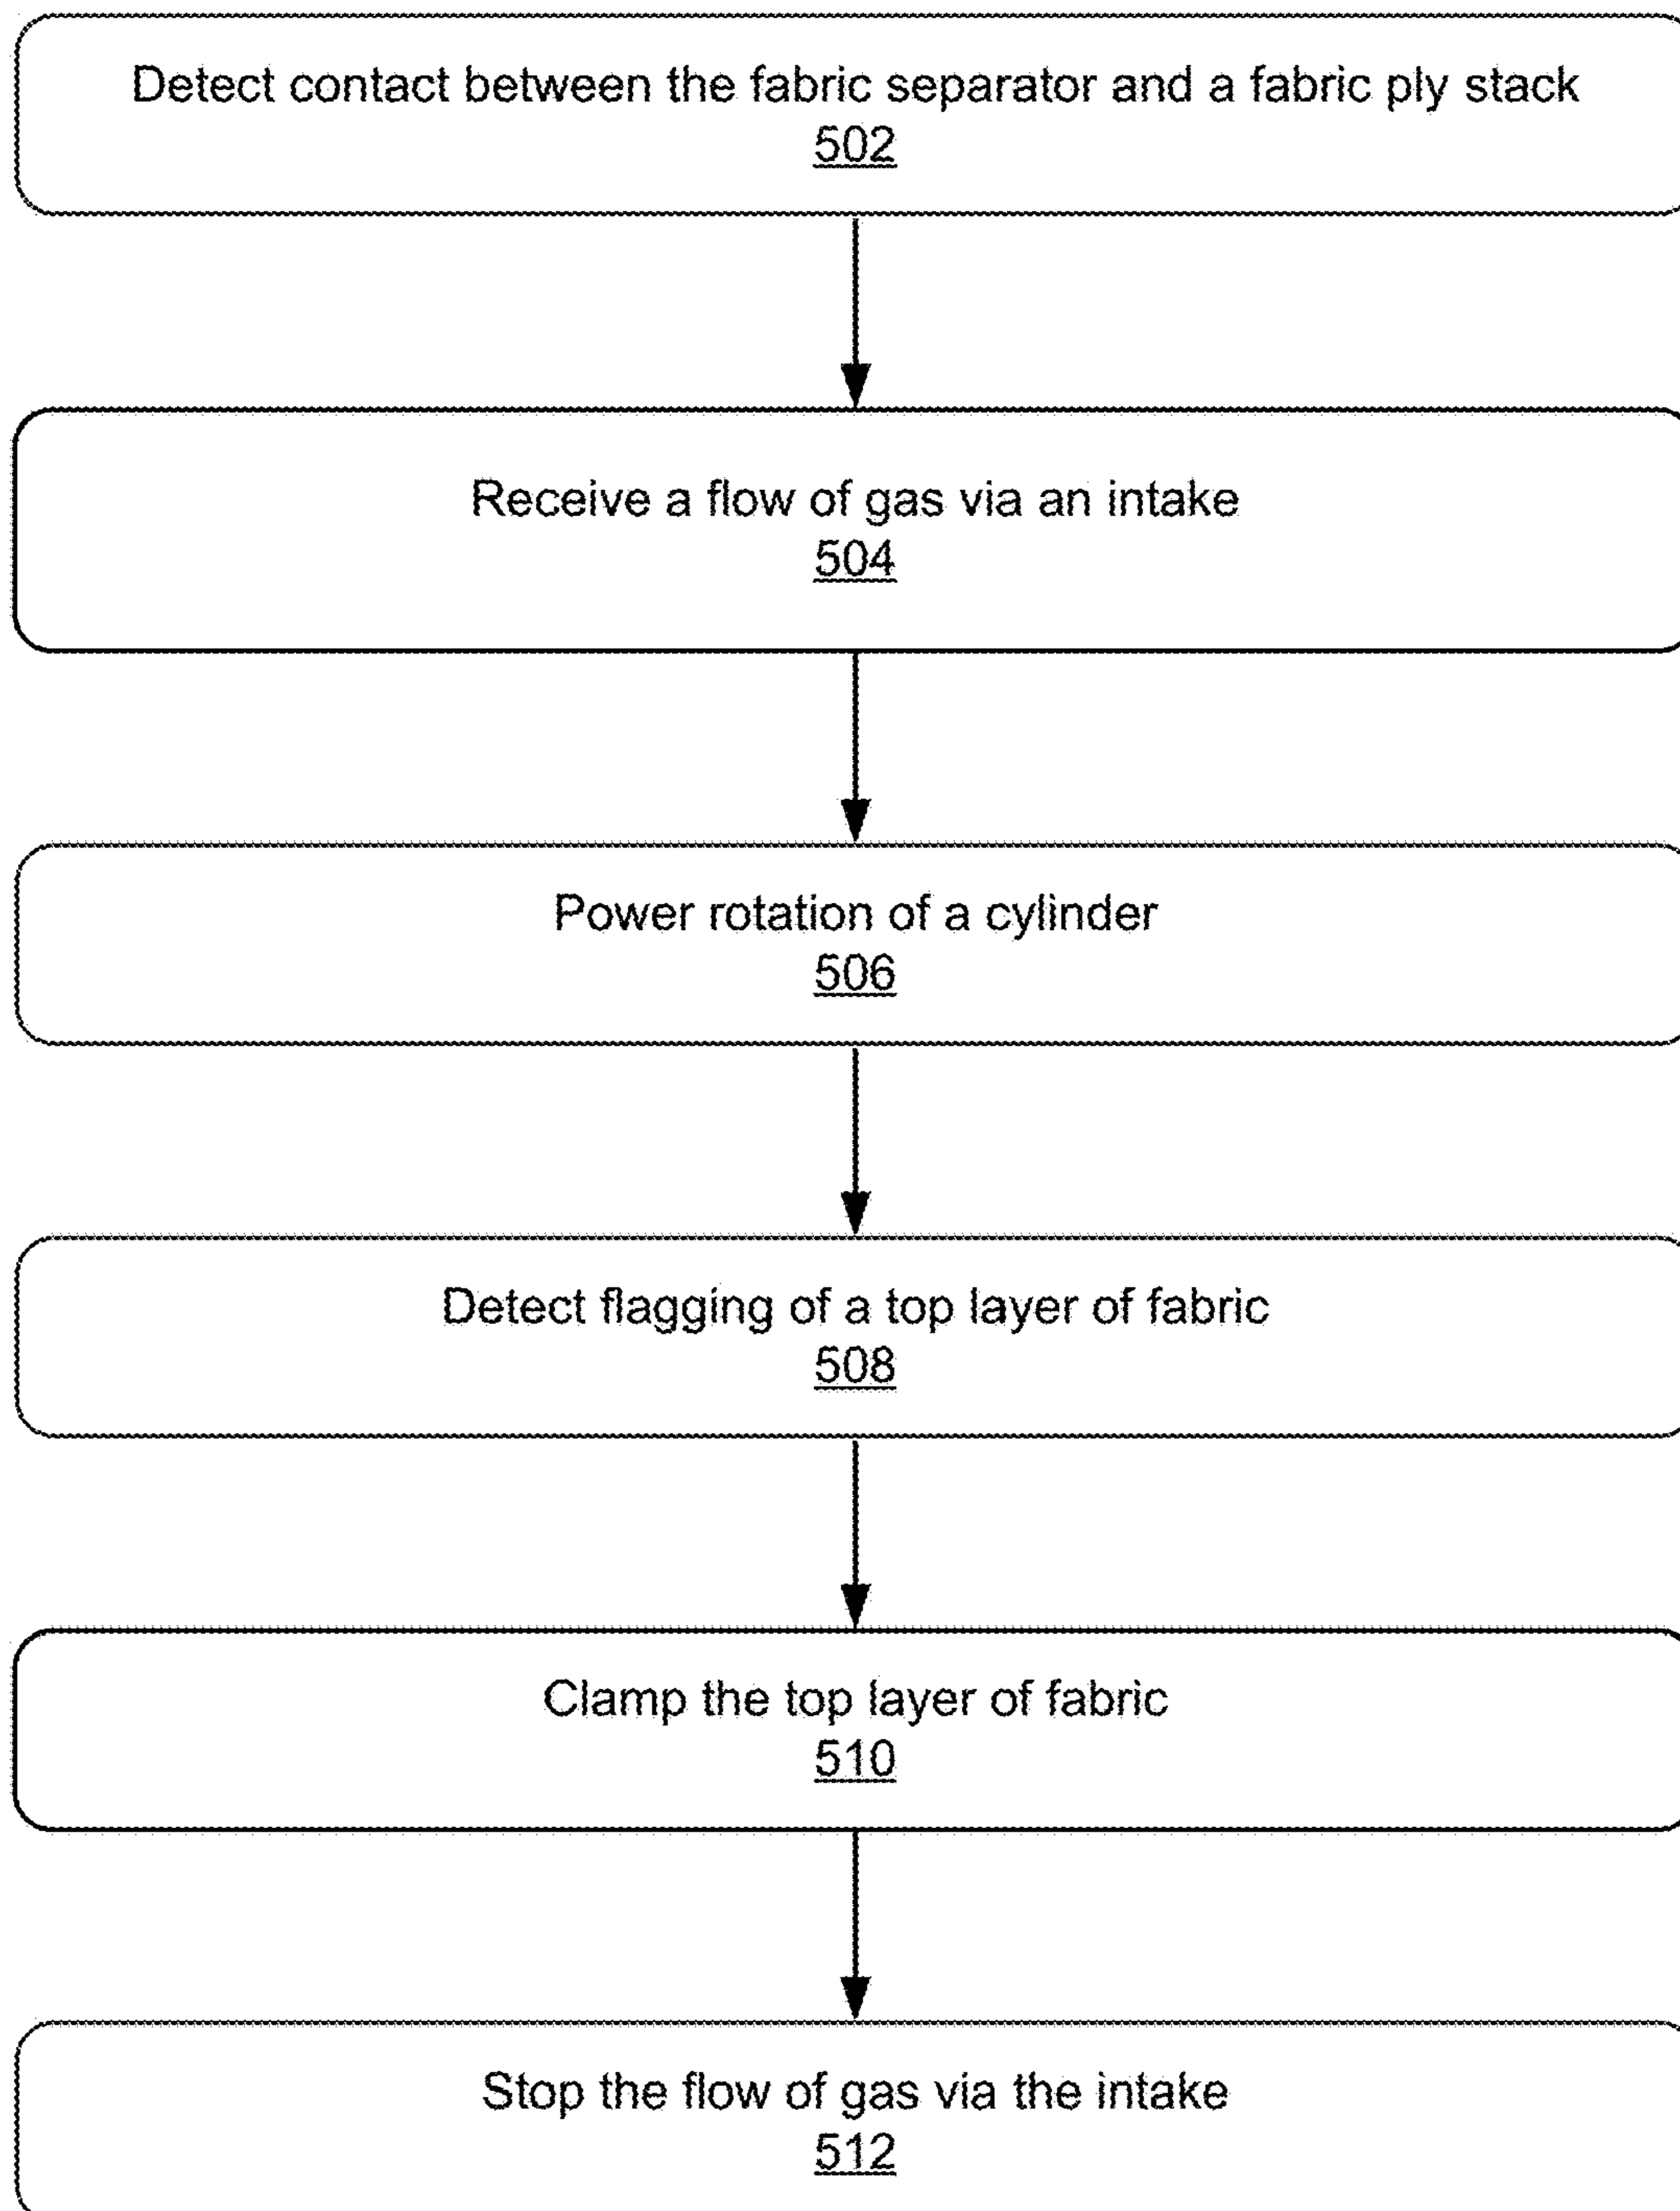 Detect contact between the fabric separator and a fabric ply stack
502
Receive a flow of gas via an intake
504
Power rotation of a cylinder
506
Detect flagging of a top layer of fabric
508
Clamp the top layer of fabric
510
Stop the flow of gas via the intake
512